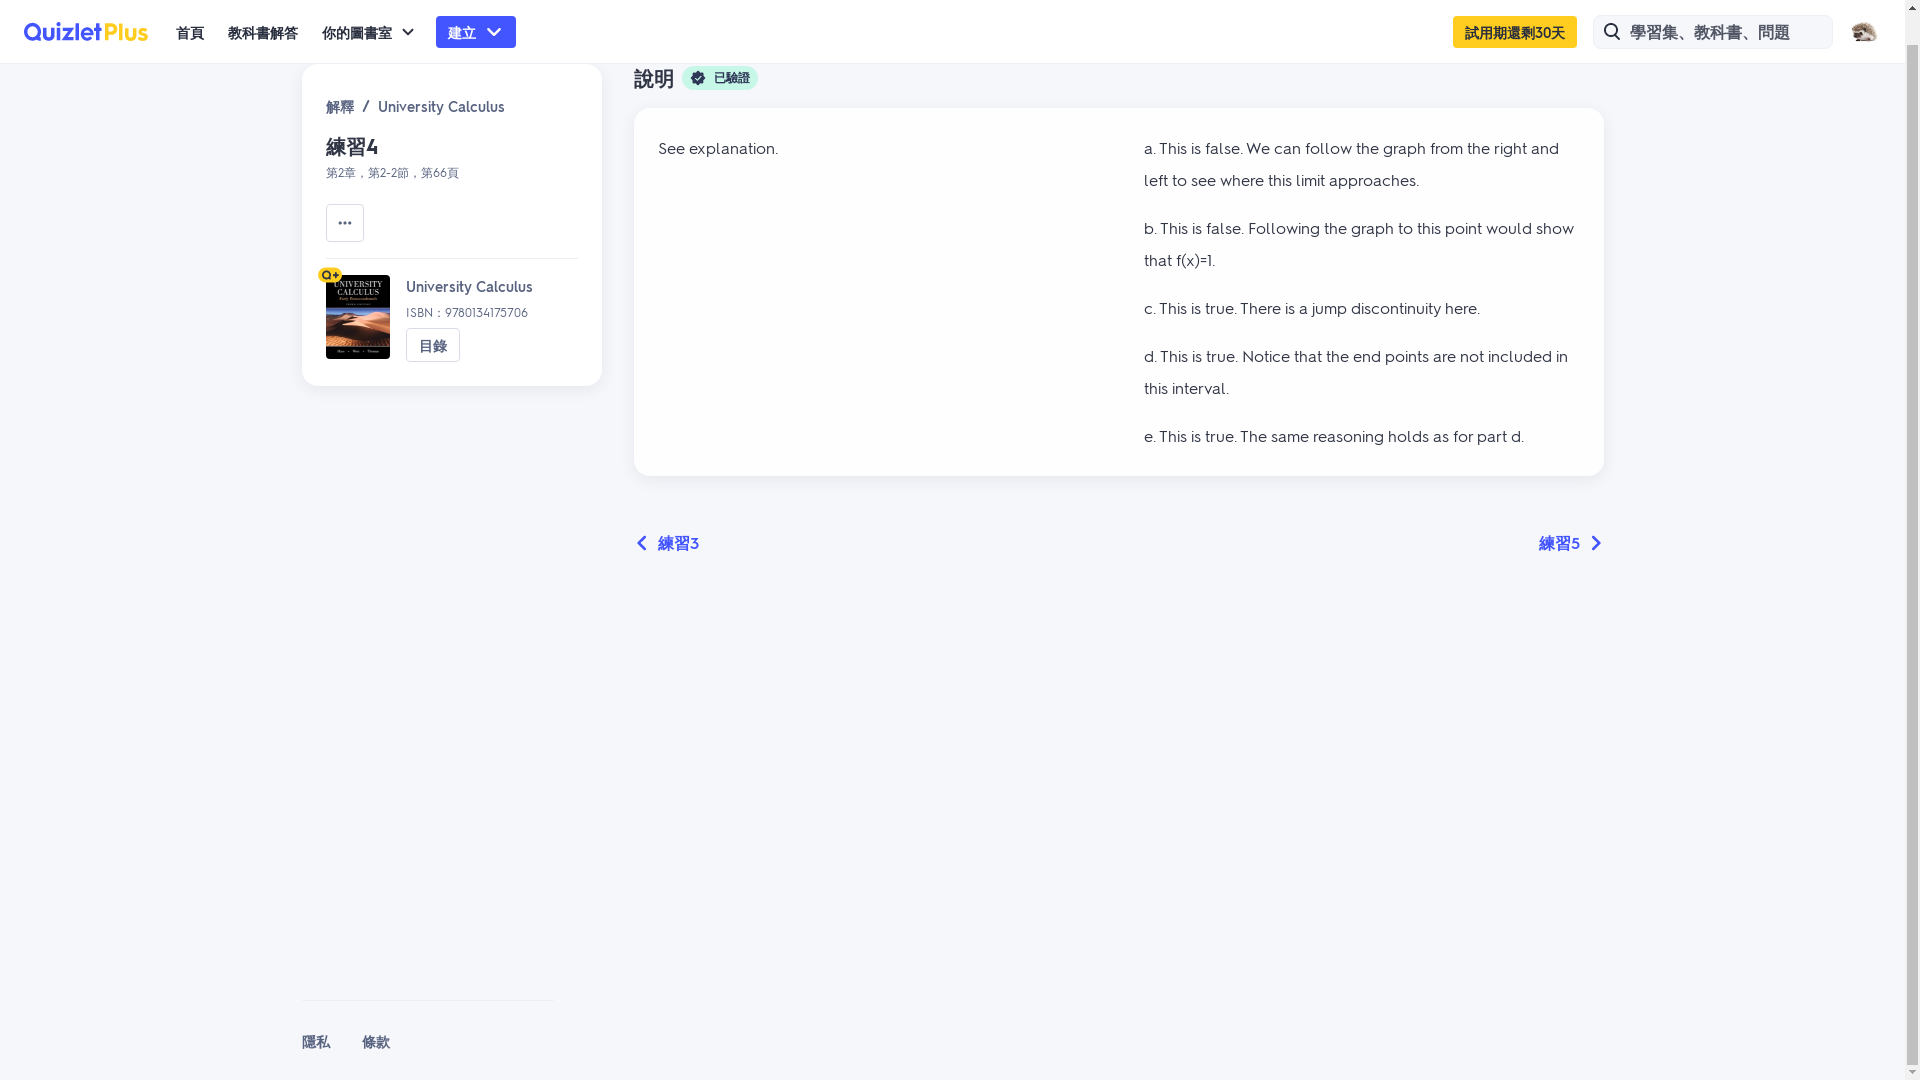 QuizletPlus
首頁
教科書解答
你的圖書室
建立
試用期還剩30天
學習集、教科書、問題
解釋 / University Calculus
練習4
第2章，第2-2節，第66頁
Q+
UNIVERSITY
CALCULUS
University Calculus
ISBN：9780134175706
目錄
說明
已驗證
See explanation.
a. This is false. We can follow the graph from the right and
left to see where this limit approaches.
b. This is false. Following the graph to this point would show
that f(x)=1.
c. This is true. There is a jump discontinuity here.
d. This is true. Notice that the end points are not included in
this interval.
e. This is true. The same reasoning holds as for part d.
練習3
練習5
隱私
條款